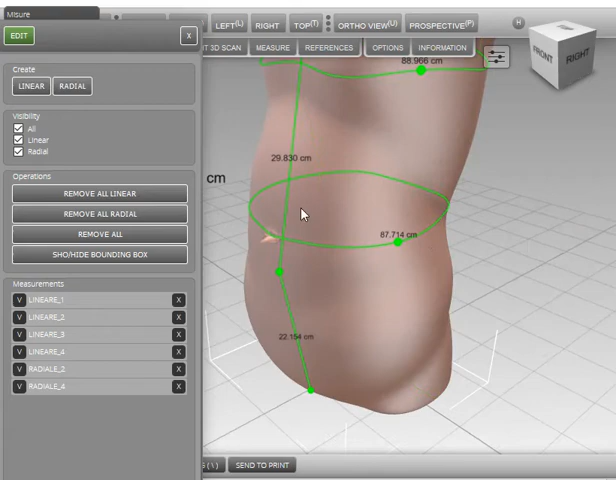 Misure
LEFT(L) RIGHT TOP(T) ORTHO VIEW(U) PROSPECTIVE(P) H
EDIT X
IT 3D SCAN MEASURE REFERENCES OPTIONS INFORMATION
Create
LINEAR RADIAL
Visibility
All
Linear
Radial
Operations
REMOVE ALL LINEAR
REMOVE ALL RADIAL
REMOVE ALL
SHO/HIDE BOUNDING BOX
Measurements
V LINEARE_1 X
V LINEARE_2 X
V LINEARE_3 X
V LINEARE_4 X
V RADIALE_2 X
V RADIALE_4 X
88.966 cm
29.830 cm
cm
87.714 cm
22.154 cm
FRONT RIGHT
( \ ) SEND TO PRINT